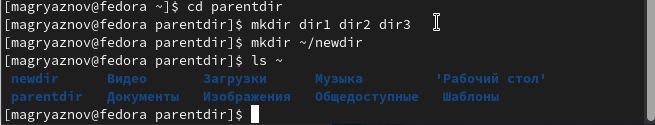 [magryaznov@fedora ~]$ cd parentdir
[magryaznov@fedora parentdir]$ mkdir dir1 dir2 dir3
[magryaznov@fedora parentdir]$ mkdir ~/newdir
[magryaznov@fedora parentdir]$ ls ~
newdir Видео Загрузки Музыка 'Рабочий стол'
parentdir Документы Изображения Общедоступные Шаблоны
[magryaznov@fedora parentdir]$